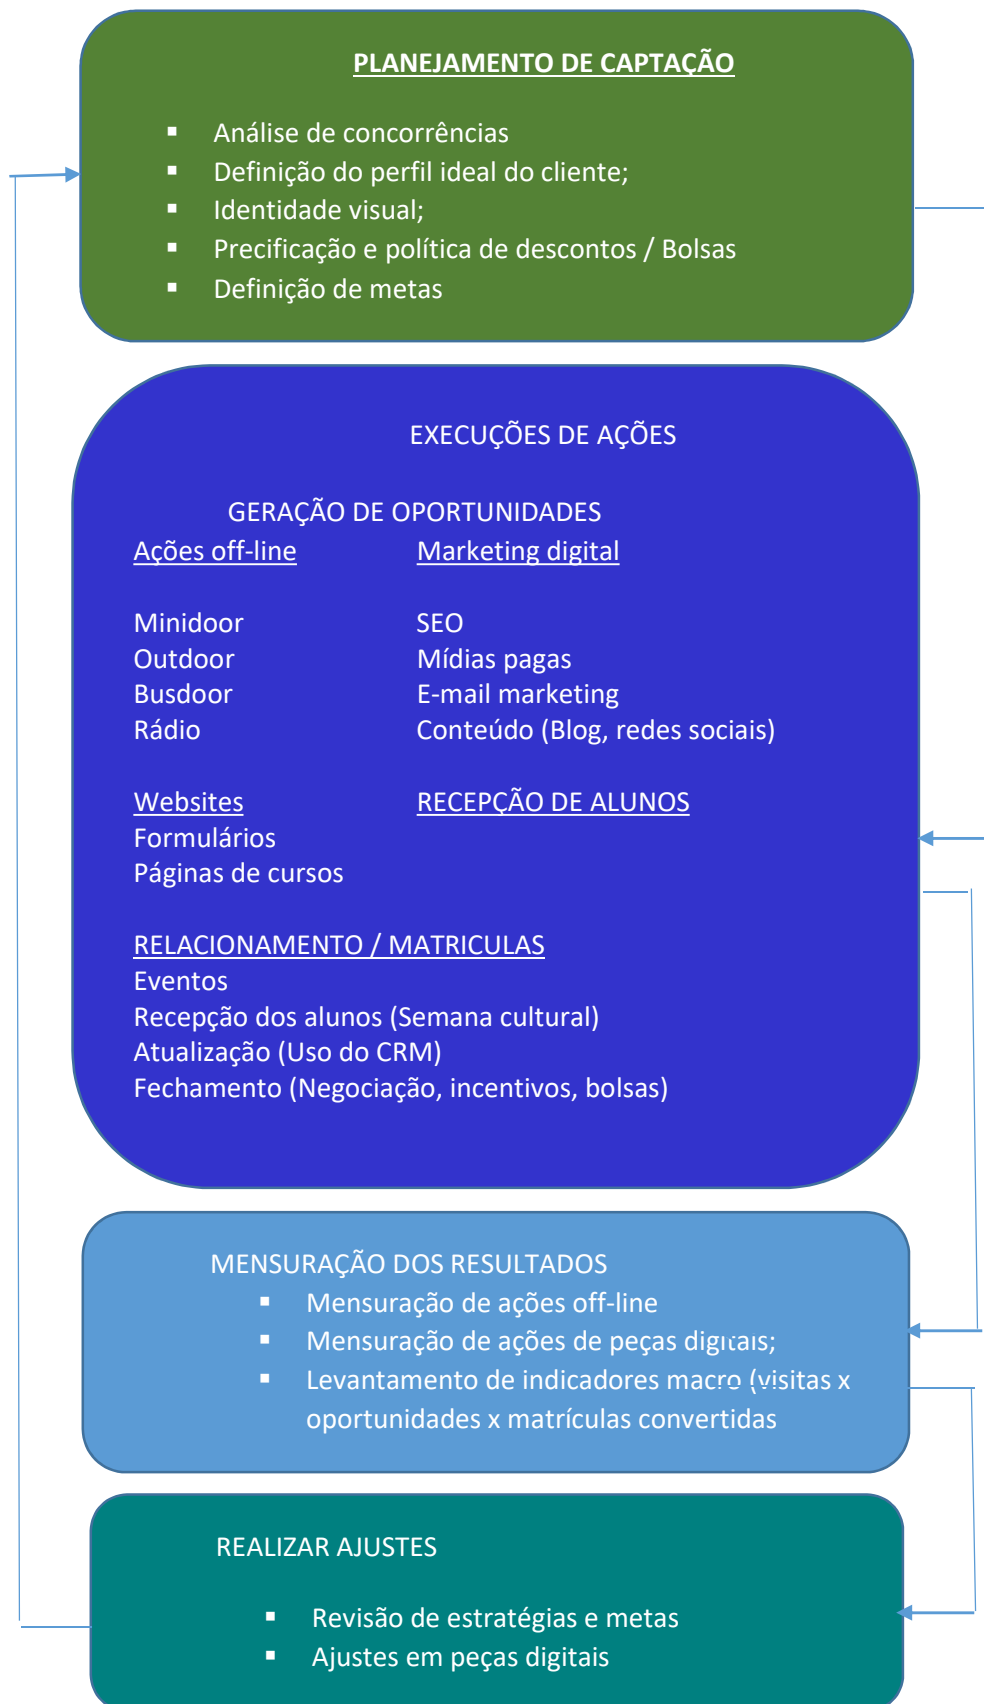 PLANEJAMENTO DE CAPTAÇÃO
▪ Análise de concorrências
▪ Definição do perfil ideal do cliente;
▪ Identidade visual;
▪ Precificação e política de descontos / Bolsas
▪ Definição de metas
EXECUÇÕES DE AÇÕES
GERAÇÃO DE OPORTUNIDADES
Ações off-line Marketing digital
Minidoor SEO
Outdoor Mídias pagas
Busdoor E-mail marketing
Rádio Conteúdo (Blog, redes sociais)
Websites RECEPÇÃO DE ALUNOS
Formulários
Páginas de cursos
RELACIONAMENTO / MATRICULAS
Eventos
Recepção dos alunos (Semana cultural)
Atualização (Uso do CRM)
Fechamento (Negociação, incentivos, bolsas)
MENSURAÇÃO DOS RESULTADOS
▪ Mensuração de ações off-line
▪ Mensuração de ações de peças digitais;
▪ Levantamento de indicadores macro (visitas x
oportunidades x matrículas convertidas
REALIZAR AJUSTES
▪ Revisão de estratégias e metas
▪ Ajustes em peças digitais